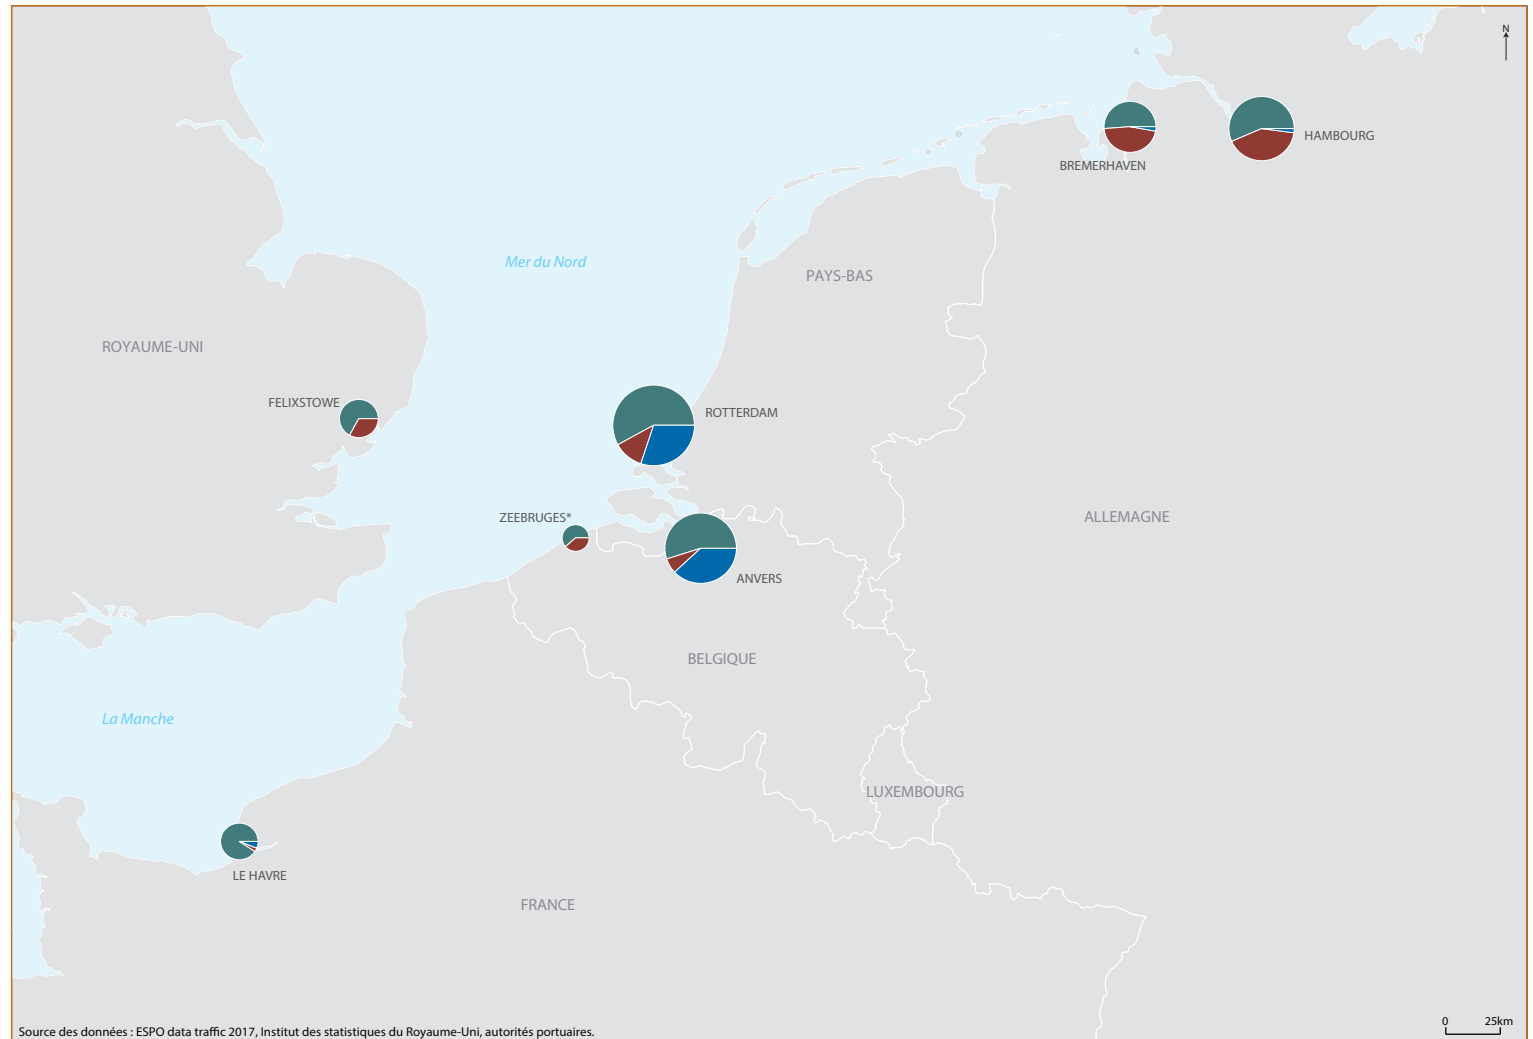 N
HAMBOURG
BREMERHAVEN
Mer du Nord
PAYS-BAS
ROYAUME-UNI
FELIXSTOWE
ROTTERDAM
ZEEBRUGES*
ALLEMAGNE
ANVERS
BELGIQUE
La Manche
LUXEMBOURG
LE HAVRE
FRANCE
Source des données : ESPO data traffic 2017, Institut des statistiques du Royaume-Uni, autorités portuaires.
0 25km